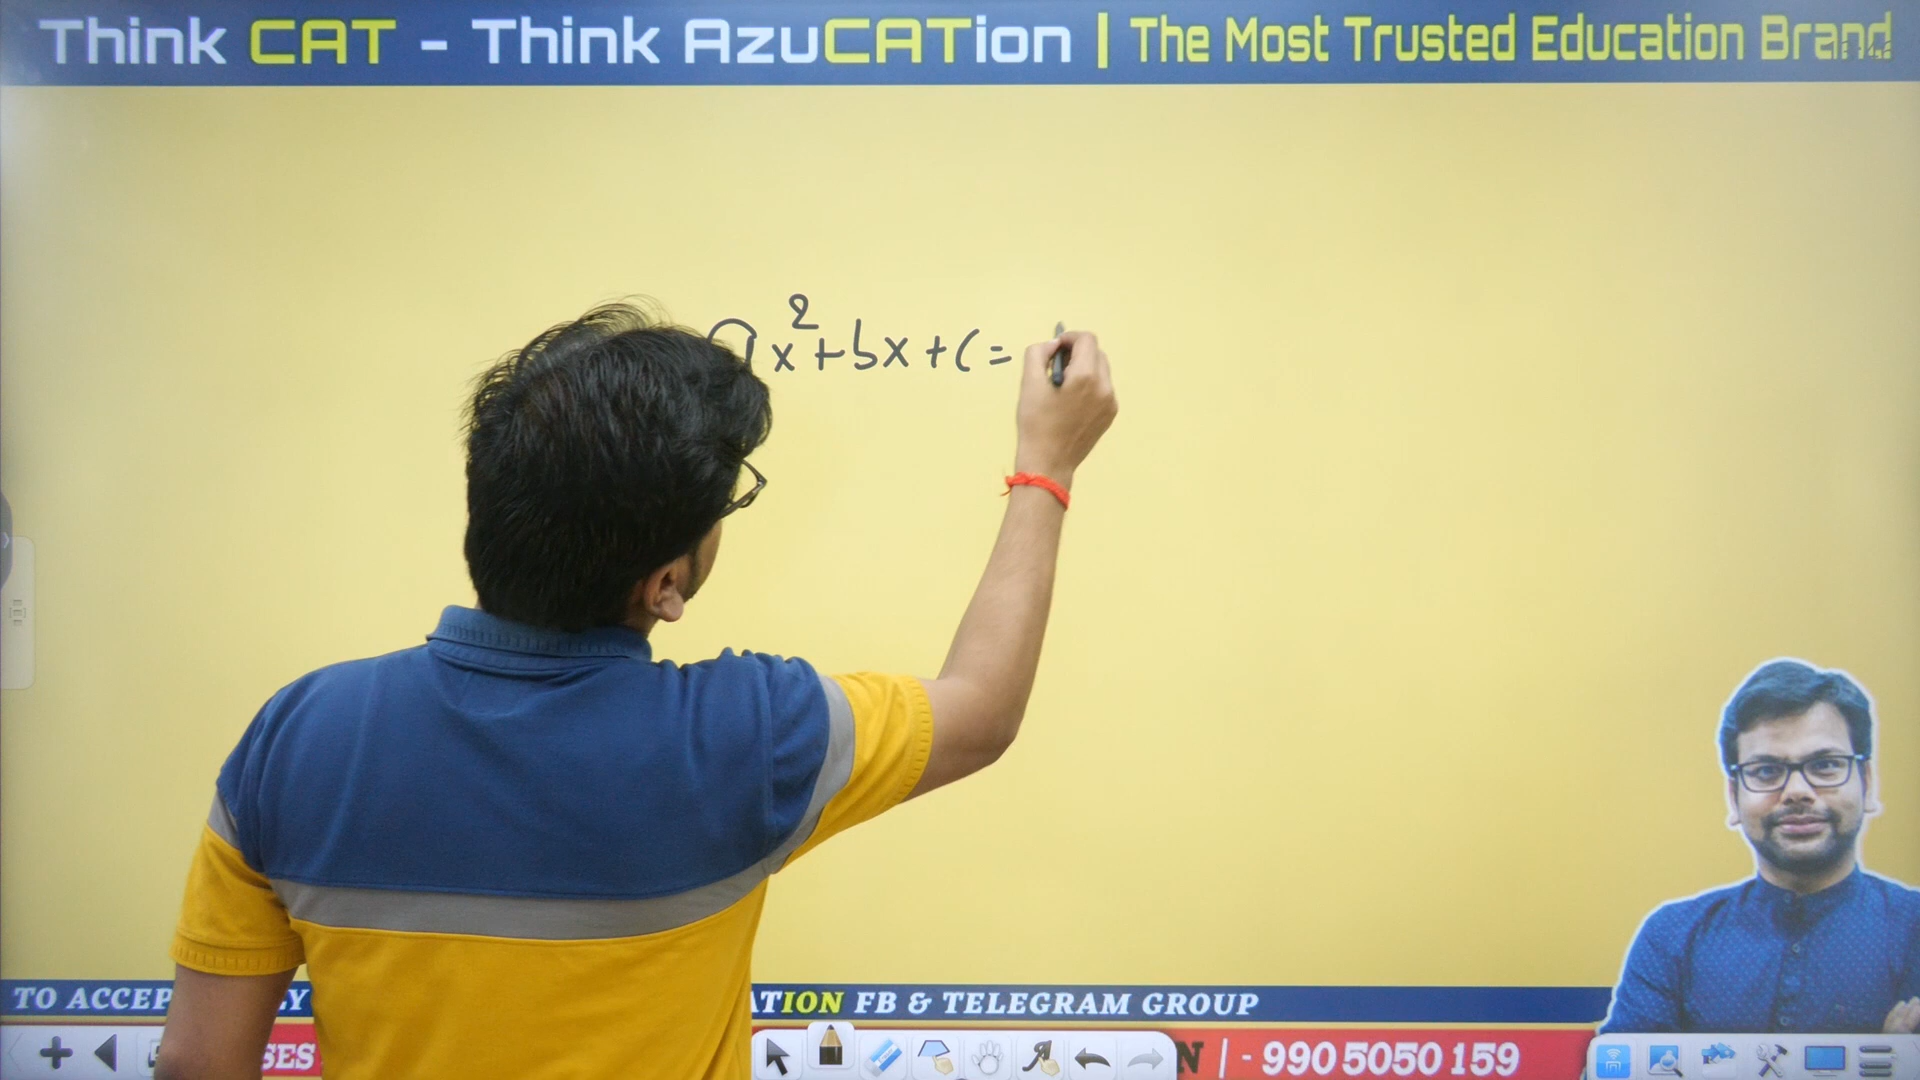 Think CAT - Think AzuCATion | The Most Trusted Education Brand
ax²+bx+c=
TO ACCEP
ATION FB & TELEGRAM GROUP
SES
N | - 990 5050 159